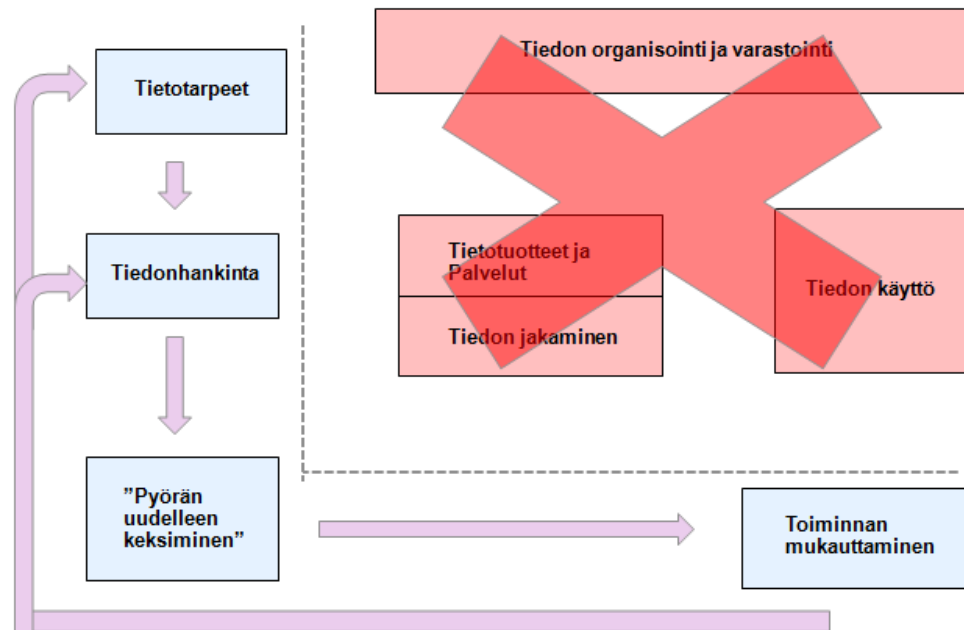 Tiedon organisointi ja varastointi
Tietotarpeet
Tiedonhankinta
Tietotuotteet ja
Palvelut
Tiedon jakaminen
Tiedon käyttö
”Pyörän
uudelleen
keksiminen”
Toiminnan
mukauttaminen